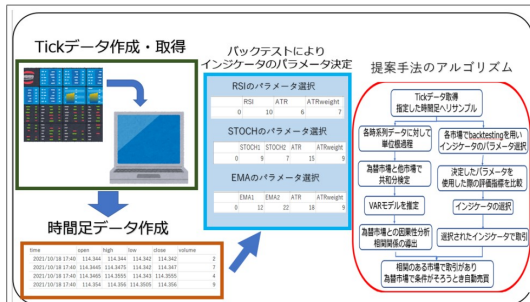 Tickデータ作成・取得
時間足データ作成
time open high low close volume
2021/10/18 17:40 114.344 114.344 114.342 114.342 2
2021/10/18 17:40 114.3445 114.3475 114.342 114.347 7
2021/10/18 17:40 114.3465 114.3555 114.343 114.3555 4
2021/10/18 17:40 114.354 114.356 114.3505 114.356 9
バックテストにより
インジケータのパラメータ決定
RSIのパラメータ選択
RSI ATR ATRweight
0 10 6 7
STOCHのパラメータ選択
STOCH1 STOCH2 ATR ATRweight
0 9 7 15 9
EMAのパラメータ選択
EMA1 EMA2 ATR ATRweight
0 12 22 18 9
提案手法のアルゴリズム
Tickデータ取得
指定した時間足へリサンプル
各時系列データに対して
単位根過程
為替市場と他市場で
共和分検定
VARモデルを推定
為替市場との因果性分析
相関関係の導出
各市場でbacktestingを用い
インジケータのパラメータ選択
決定したパラメータを
使用した際の評価指標を比較
インジケータの選択
選択されたインジケータで取引
相関のある市場で取引があり
為替市場で条件がそろうとき自動売買